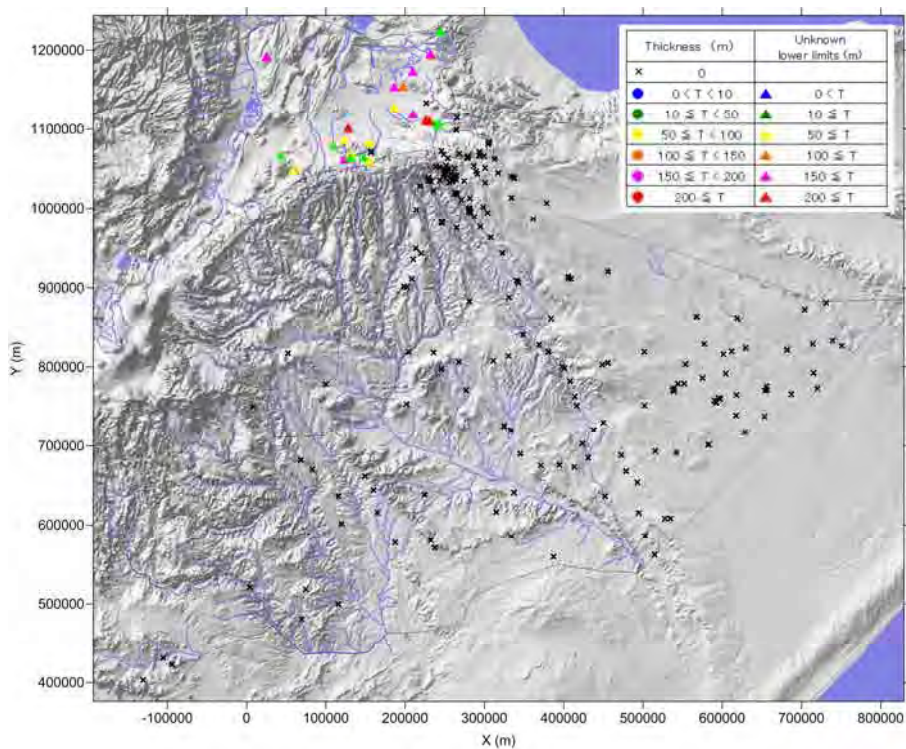 Thickness (m) Unknown lower limits (m)
× 0
0 < T < 10 0 < T
10 ≦ T < 50 10 ≦ T
50 ≦ T < 100 50 ≦ T
100 ≦ T < 150 100 ≦ T
150 ≦ T < 200 150 ≦ T
200 ≦ T 200 ≦ T
1200000
1100000
1000000
900000
800000
700000
600000
500000
400000
Y (m)
-100000 0 100000 200000 300000 400000 500000 600000 700000 800000
X (m)